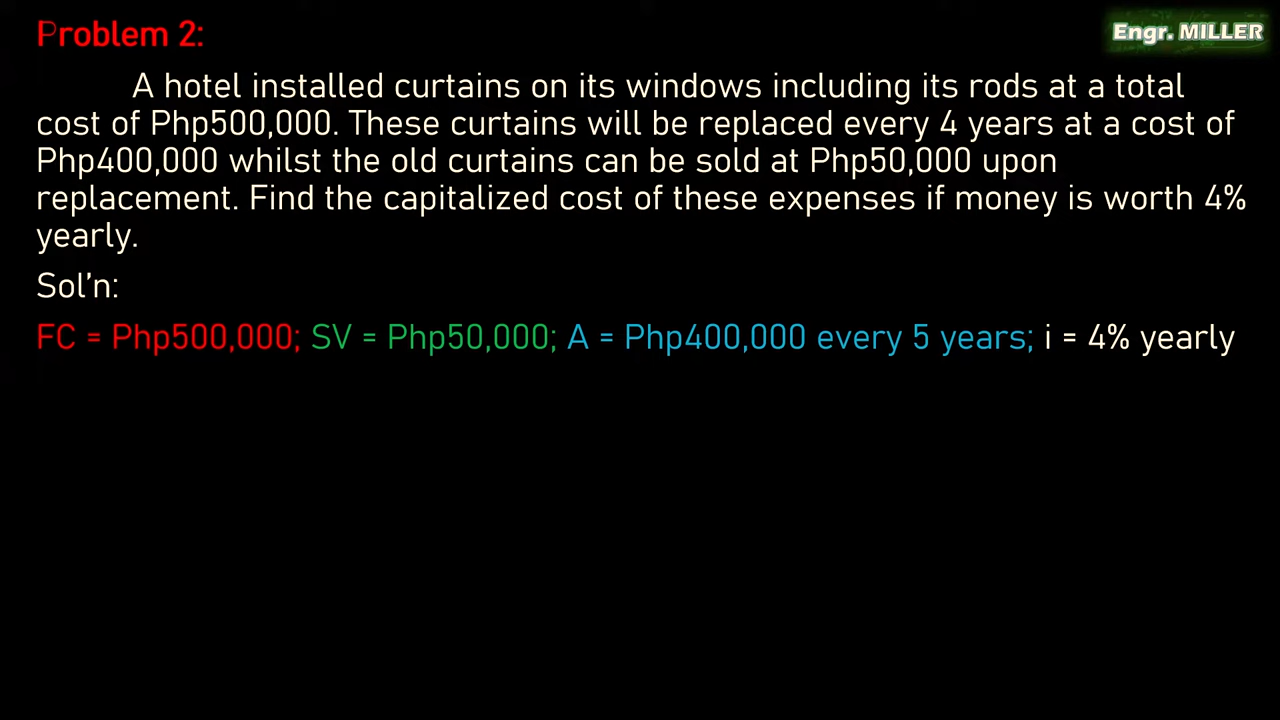 Problem 2:
Engr. MILLER
A hotel installed curtains on its windows including its rods at a total
cost of Php500,000. These curtains will be replaced every 4 years at a cost of
Php400,000 whilst the old curtains can be sold at Php50,000 upon
replacement. Find the capitalized cost of these expenses if money is worth 4%
yearly.
Sol’n:
FC = Php500,000; SV = Php50,000; A = Php400,000 every 5 years; i = 4% yearly